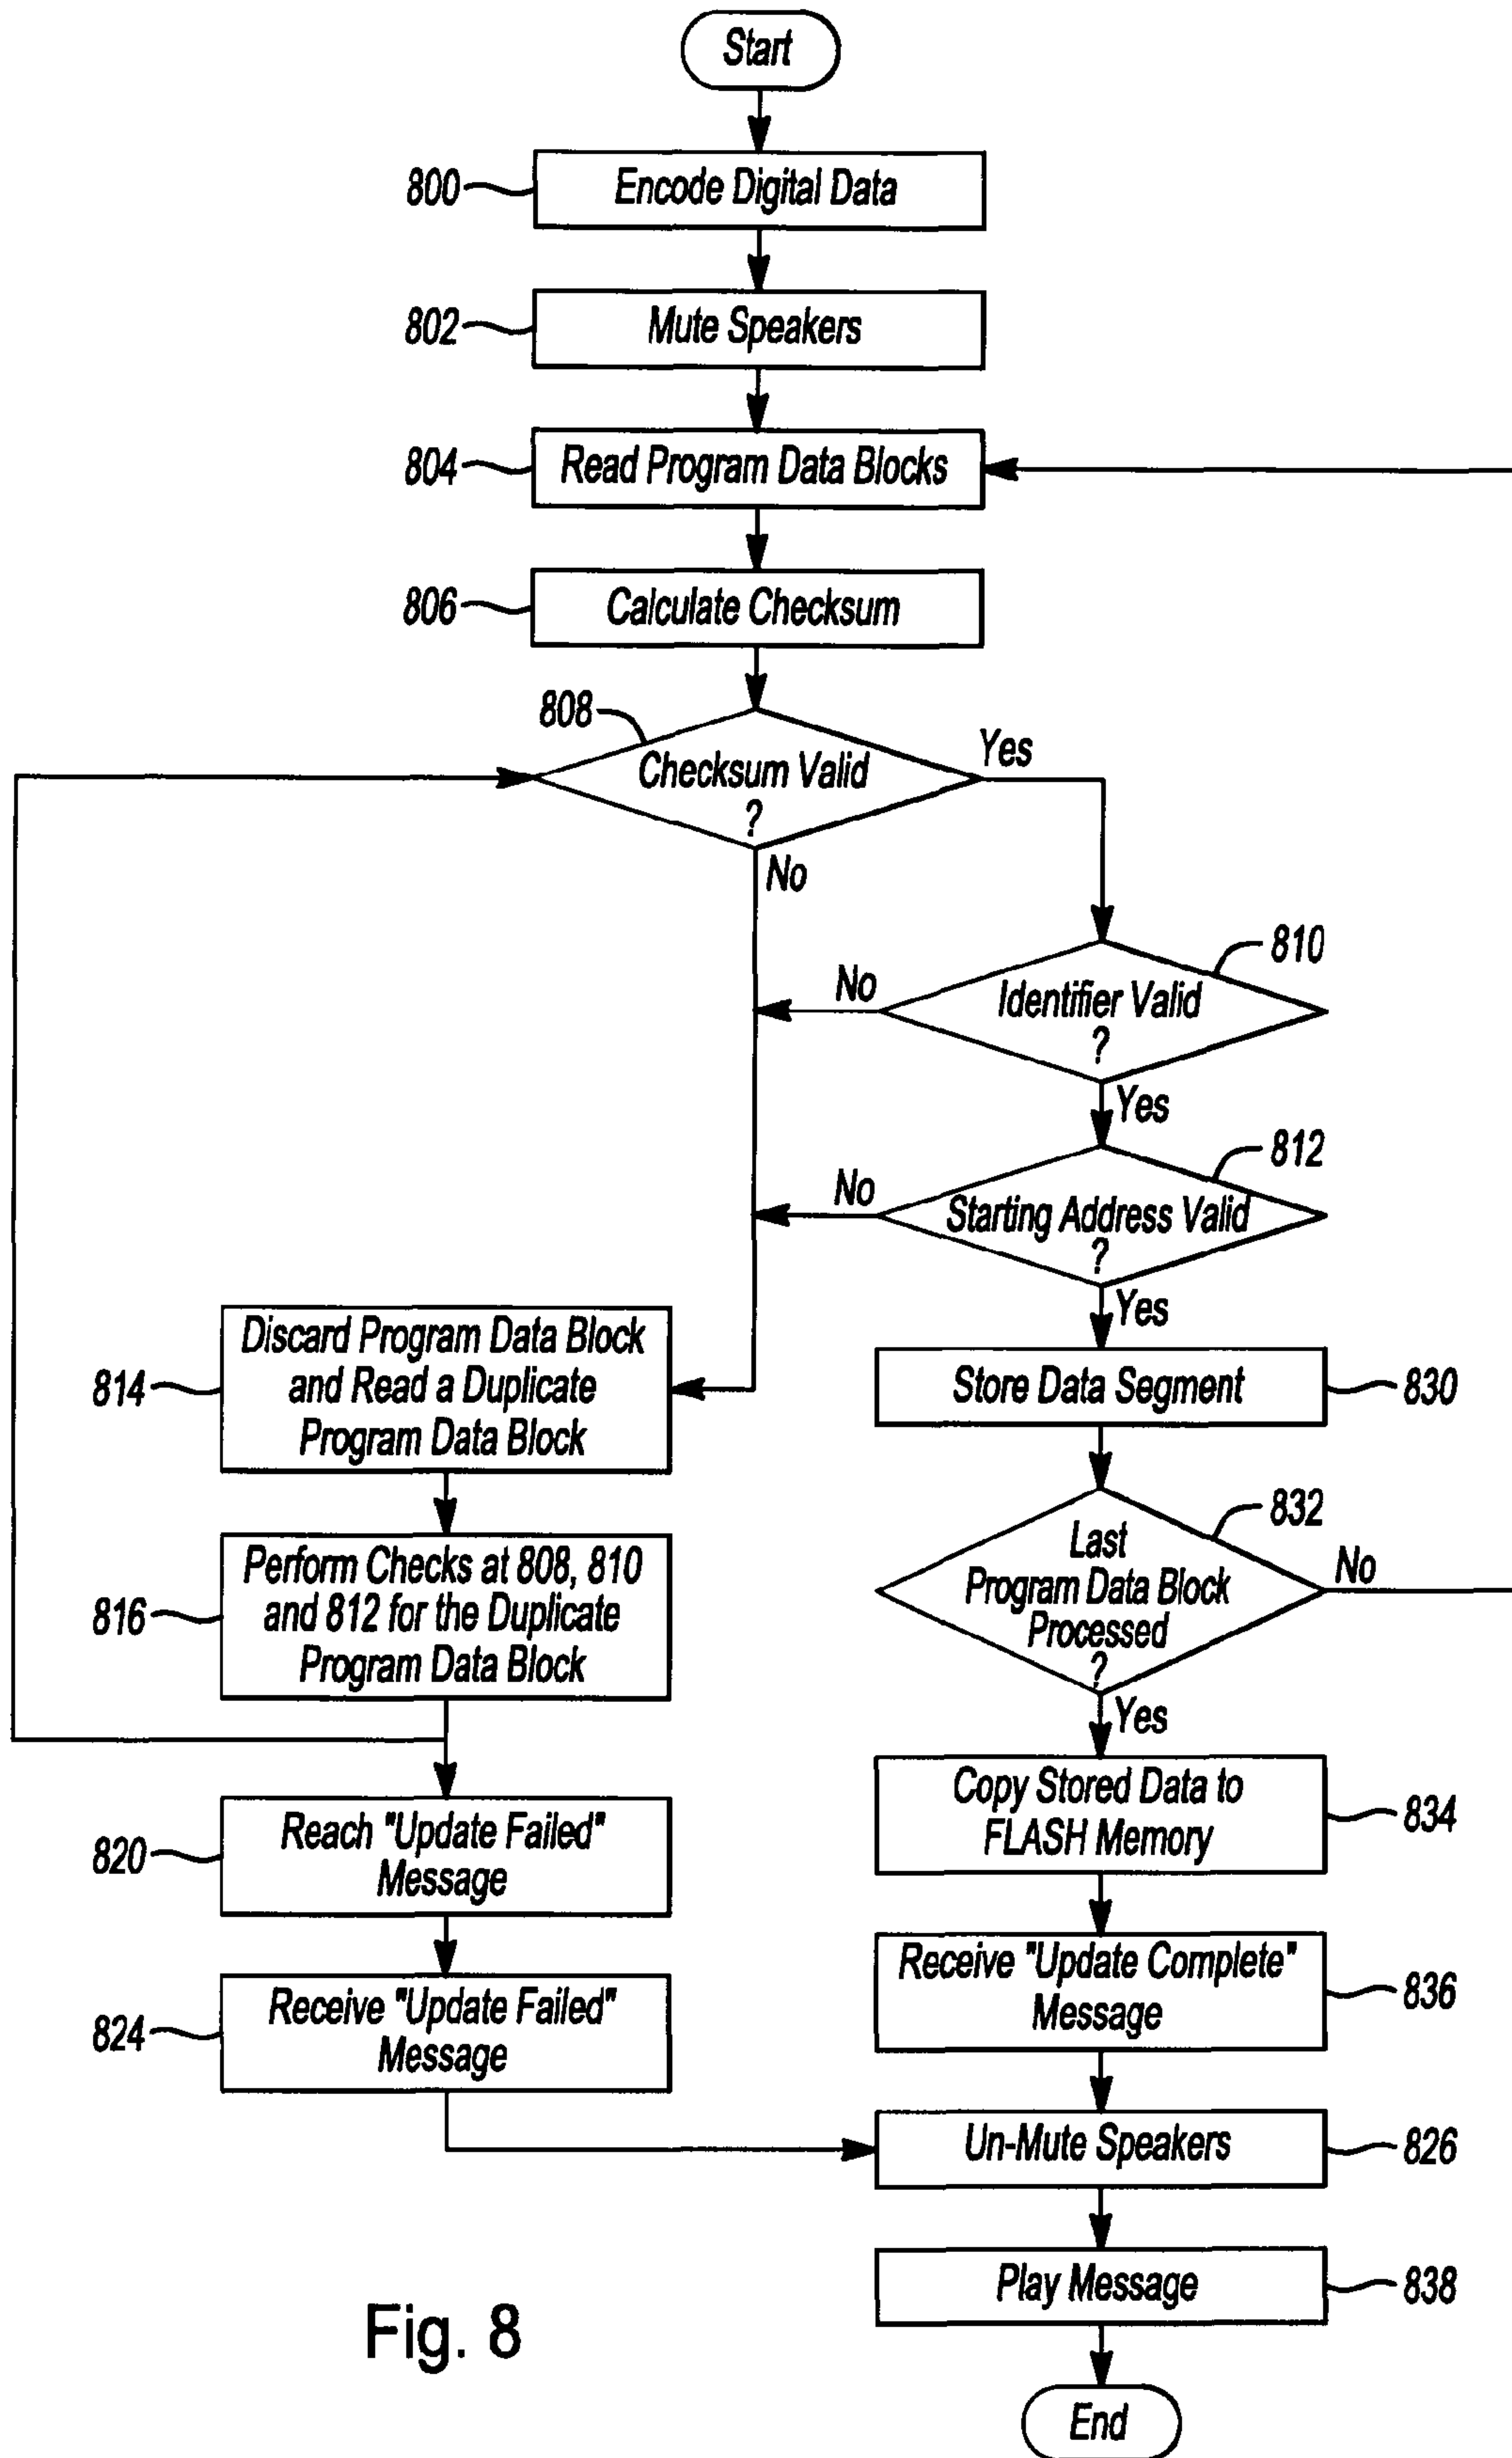 Start
800
Encode Digital Data
802
Mute Speakers
804
Read Program Data Blocks
806
Calculate Checksum
808
Checksum Valid
?
Yes
No
810
Identifier Valid
?
No
Yes
812
Starting Address Valid
?
No
Yes
814
Discard Program Data Block
and Read a Duplicate
Program Data Block
Store Data Segment
830
816
Perform Checks at 808, 810
and 812 for the Duplicate
Program Data Block
832
Last
Program Data Block
Processed
?
No
Yes
820
Reach "Update Failed"
Message
Copy Stored Data to
FLASH Memory
834
824
Receive "Update Failed"
Message
Receive "Update Complete"
Message
836
Un-Mute Speakers
826
Play Message
838
Fig. 8
End